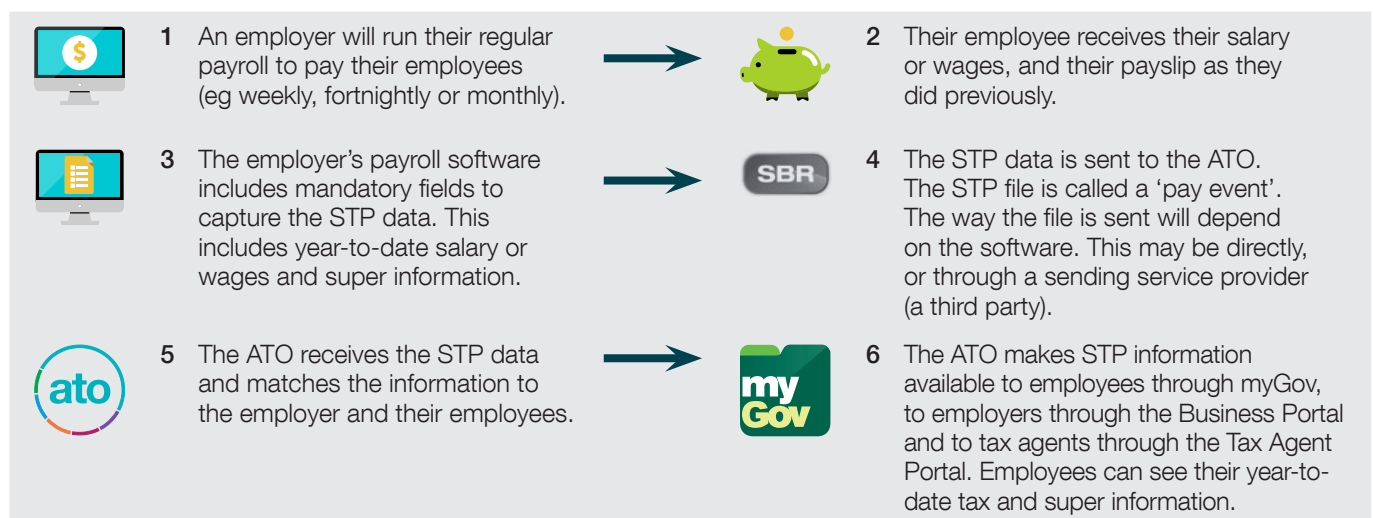 $
1 An employer will run their regular
payroll to pay their employees
(eg weekly, fortnightly or monthly).
2 Their employee receives their salary
or wages, and their payslip as they
did previously.
3 The employer’s payroll software
includes mandatory fields to
capture the STP data. This
includes year-to-date salary or
wages and super information.
SBR
4 The STP data is sent to the ATO.
The STP file is called a ‘pay event’.
The way the file is sent will depend
on the software. This may be directly,
or through a sending service provider
(a third party).
ato
5 The ATO receives the STP data
and matches the information to
the employer and their employees.
my
Gov
6 The ATO makes STP information
available to employees through myGov,
to employers through the Business Portal
and to tax agents through the Tax Agent
Portal. Employees can see their year-to-
date tax and super information.